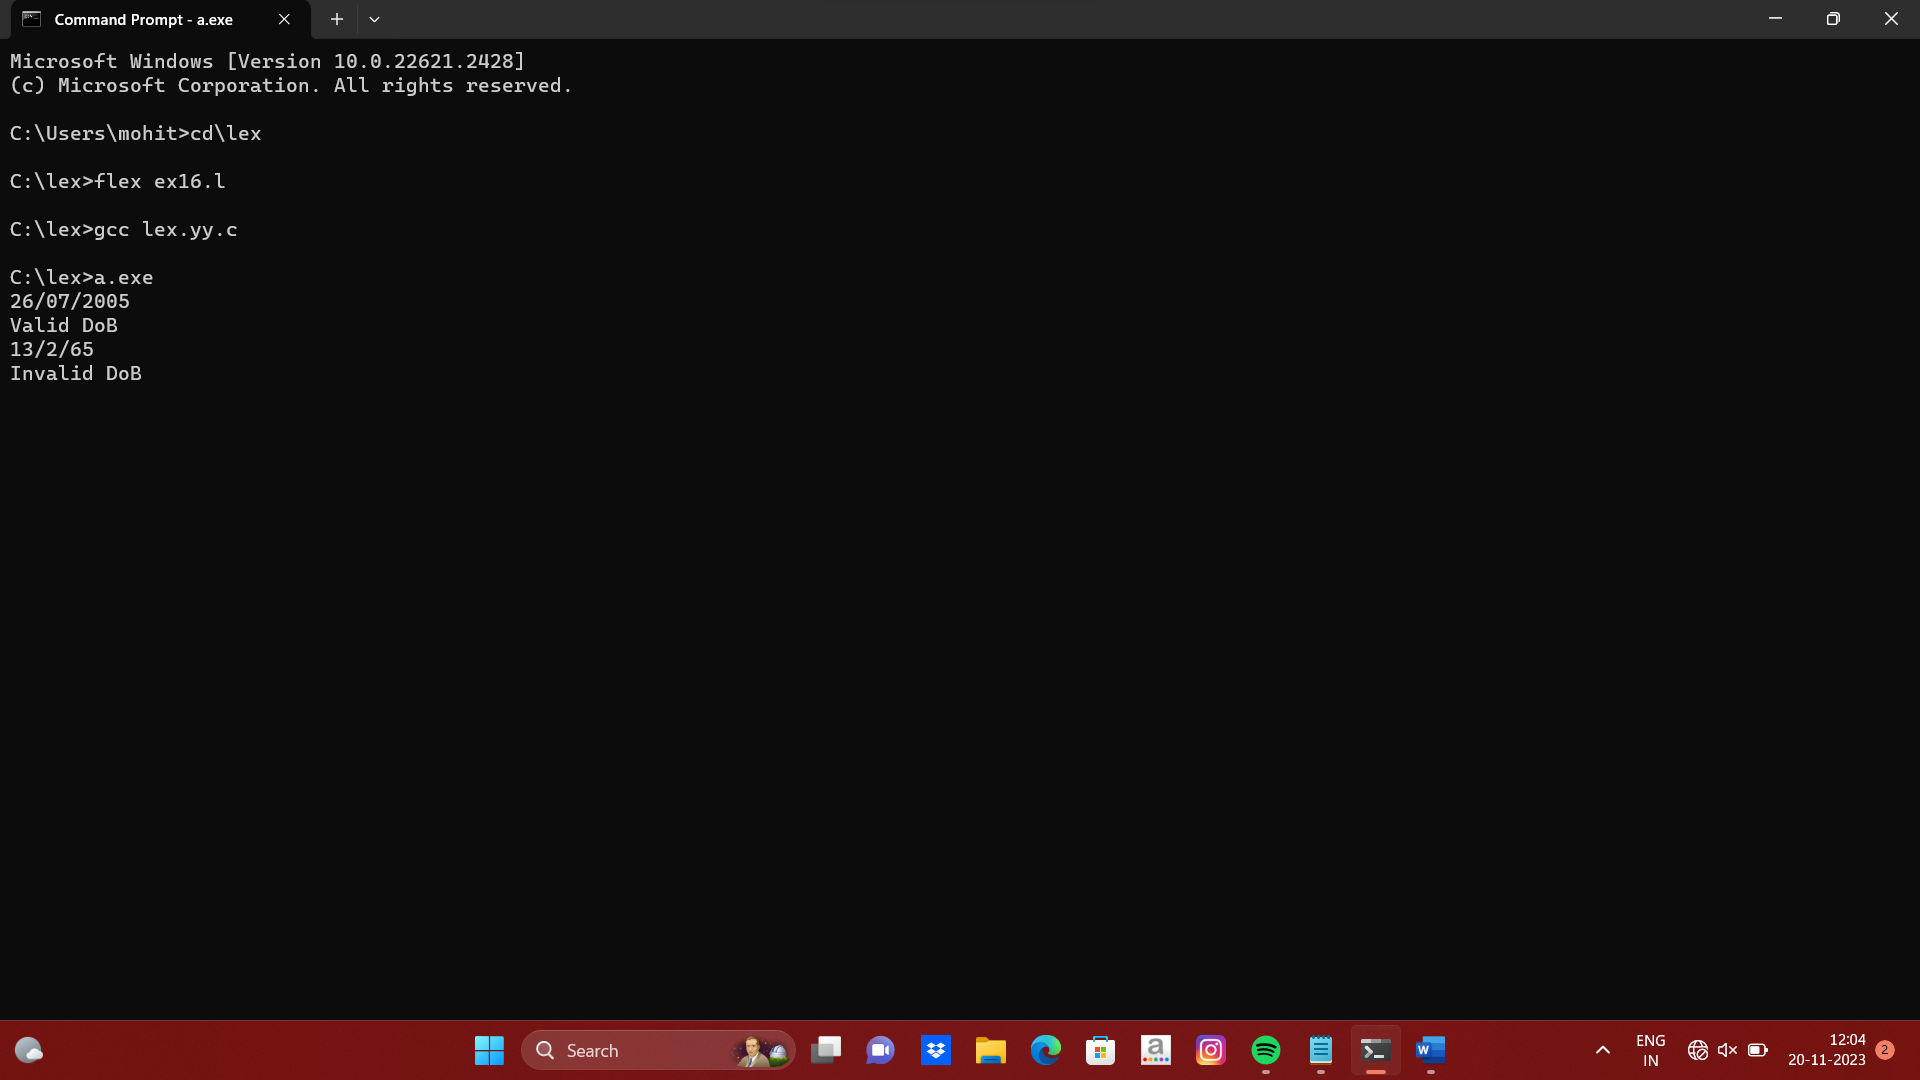 Command Prompt - a.exe
Microsoft Windows [Version 10.0.22621.2428]
(c) Microsoft Corporation. All rights reserved.
C:\Users\mohit>cd\lex
C:\lex>flex ex16.l
C:\lex>gcc lex.yy.c
C:\lex>a.exe
26/07/2005
Valid DoB
13/2/65
Invalid DoB
Search
ENG
IN
12:04
20-11-2023
2